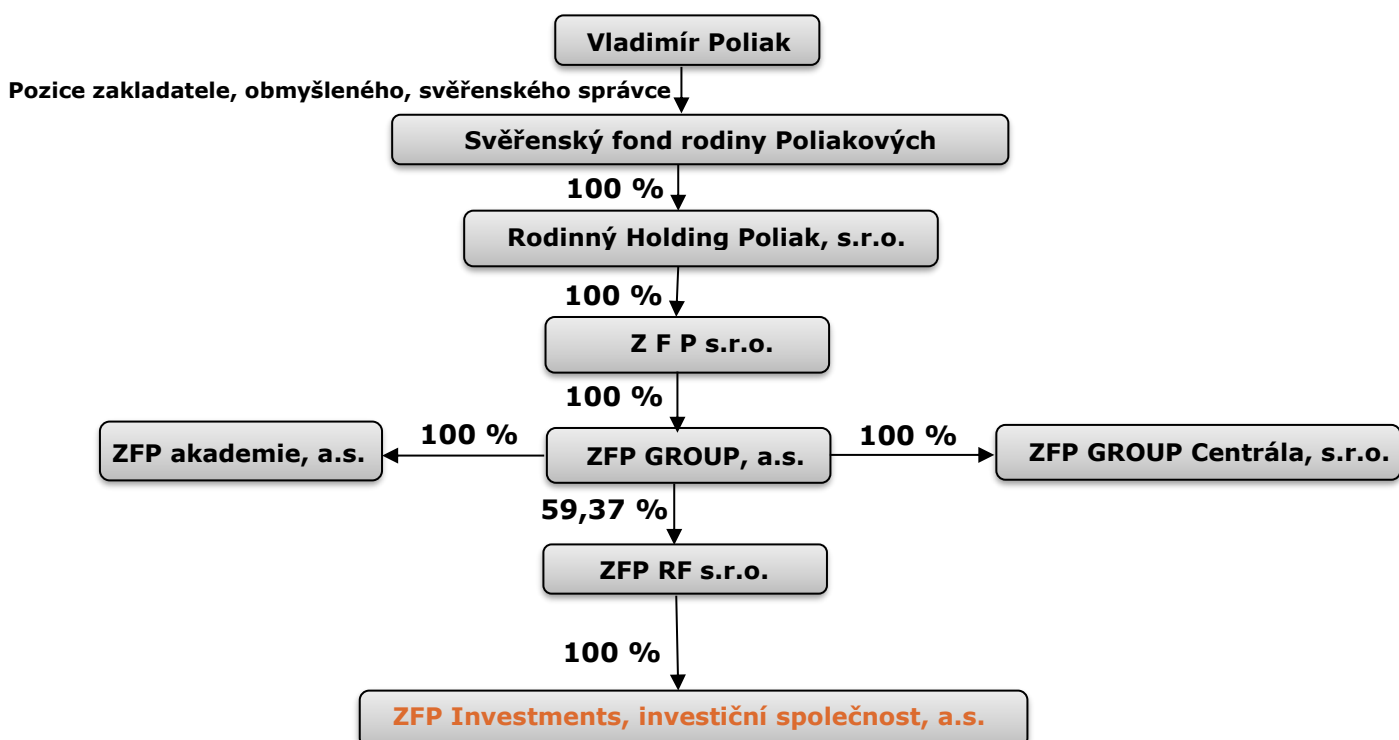 Vladimír Poliak
Pozice zakladatele, obmyšleného, svěřenského správce
Svěřenský fond rodiny Poliakových
100 %
Rodinný Holding Poliak, s.r.o.
100 %
Z F P s.r.o.
100 %
ZFP akademie, a.s.
100 %
ZFP GROUP, a.s.
100 %
ZFP GROUP Centrála, s.r.o.
59,37 %
ZFP RF s.r.o.
100 %
ZFP Investments, investiční společnost, a.s.